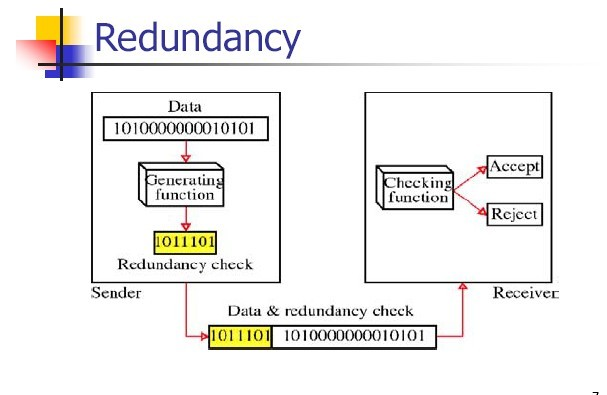 Redundancy
Data
1010000000010101
Generating
function
1011101
Redundancy check
Sender
Checking
function
Accept
Reject
Receiver
Data & redundancy check
1011101 1010000000010101